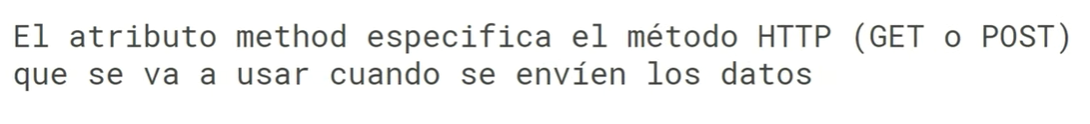 El atributo method especifica el método HTTP (GET o POST)
que se va a usar cuando se envíen los datos